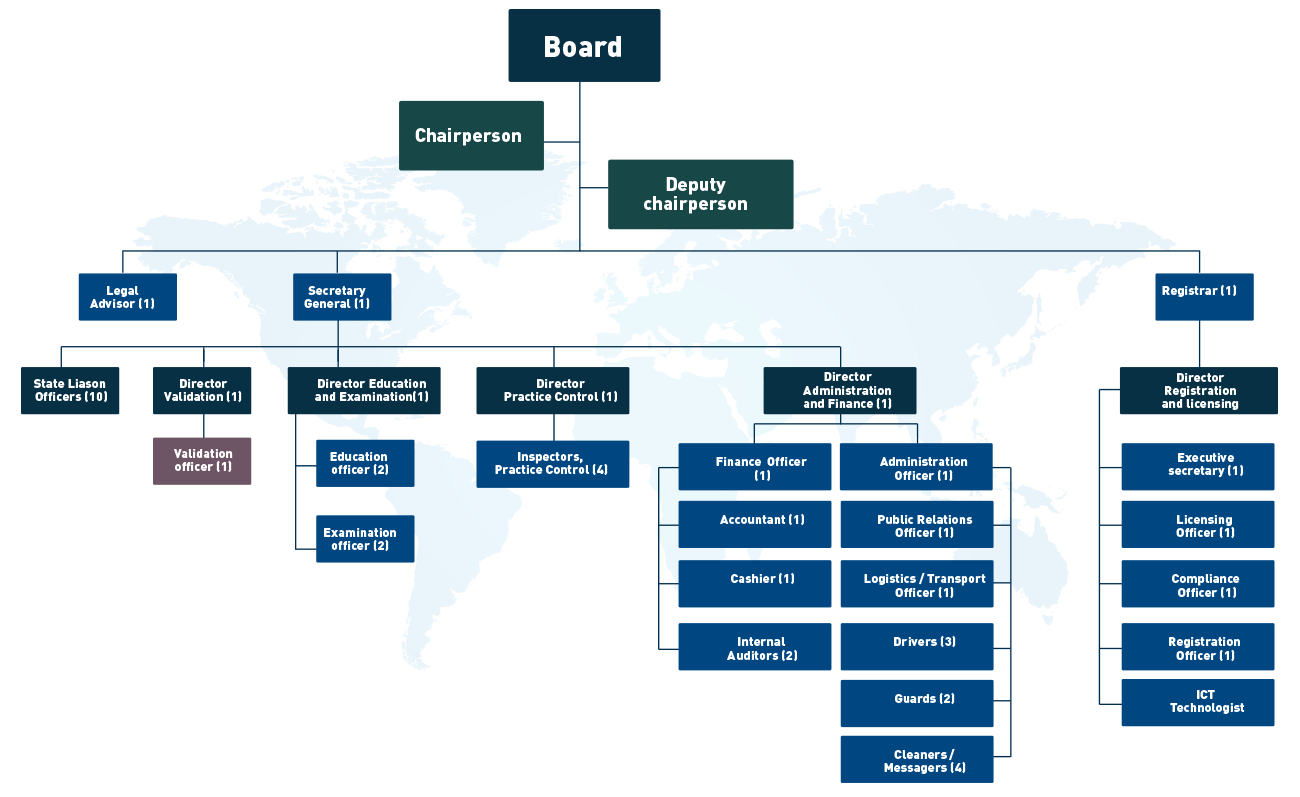 Board
Chairperson
Deputy
chairperson
Legal
Advisor (1)
Secretary
General (1)
Registrar (1)
State Liason
Officers (10)
Director
Validation (1)
Director Education
and Examination(1)
Director
Practice Control (1)
Director
Administration
and Finance (1)
Director
Registration
and licensing
Validation
officer (1)
Education
officer (2)
Examination
officer (2)
Inspectors,
Practice Control (4)
Finance Officer
(1)
Accountant (1)
Cashier (1)
Internal
Auditors (2)
Administration
Officer (1)
Public Relations
Officer (1)
Logistics / Transport
Officer (1)
Drivers (3)
Guards (2)
Cleaners /
Messagers (4)
Executive
secretary (1)
Licensing
Officer (1)
Compliance
Officer (1)
Registration
Officer (1)
ICT
Technologist